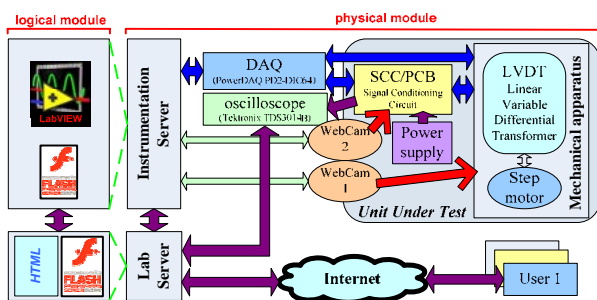 logical module
physical module
LabVIEW
FLASH
HTML
FLASH
Instrumentation
Server
Lab
Server
DAQ
(PowerDAQ PD2-DIO64)
oscilloscope
(Tektronix TDS3014B)
WebCam
2
WebCam
1
SCC/PCB
Signal Conditioning
Circuit
Power
supply
Unit Under Test
LVDT
Linear
Variable
Differential
Transformer
Step
motor
Mechanical apparatus
Internet
User 1